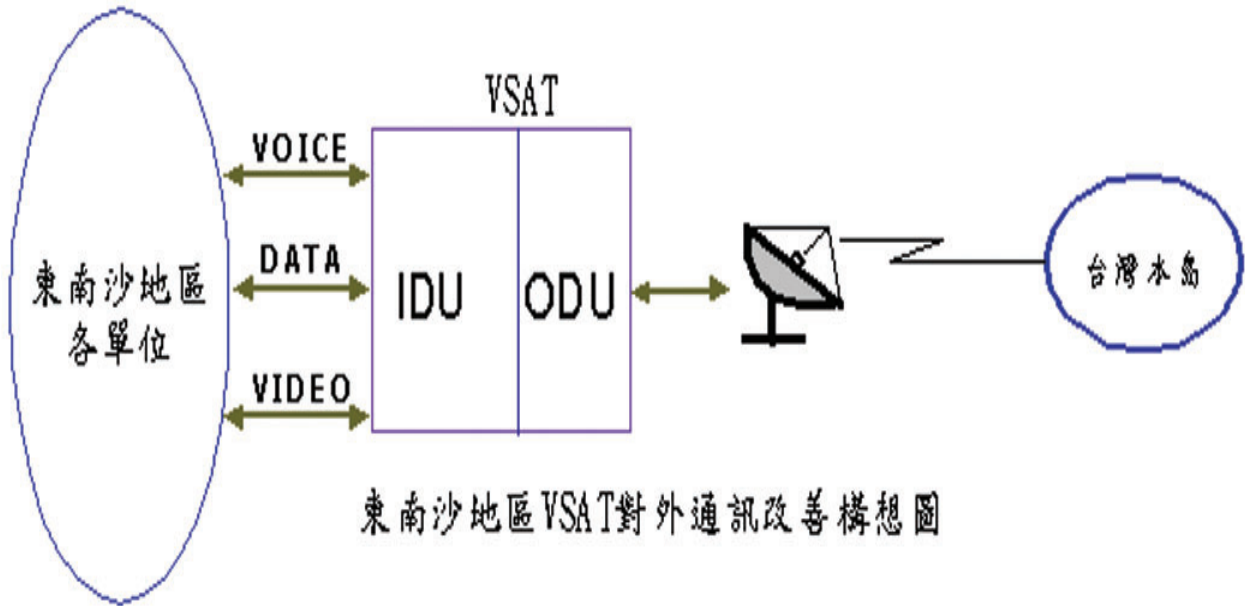 VSAT
VOICE
DATA
VIDEO
東南沙地區
各單位
IDU
ODU
台灣本島
東南沙地區VSAT對外通訊改善構想圖